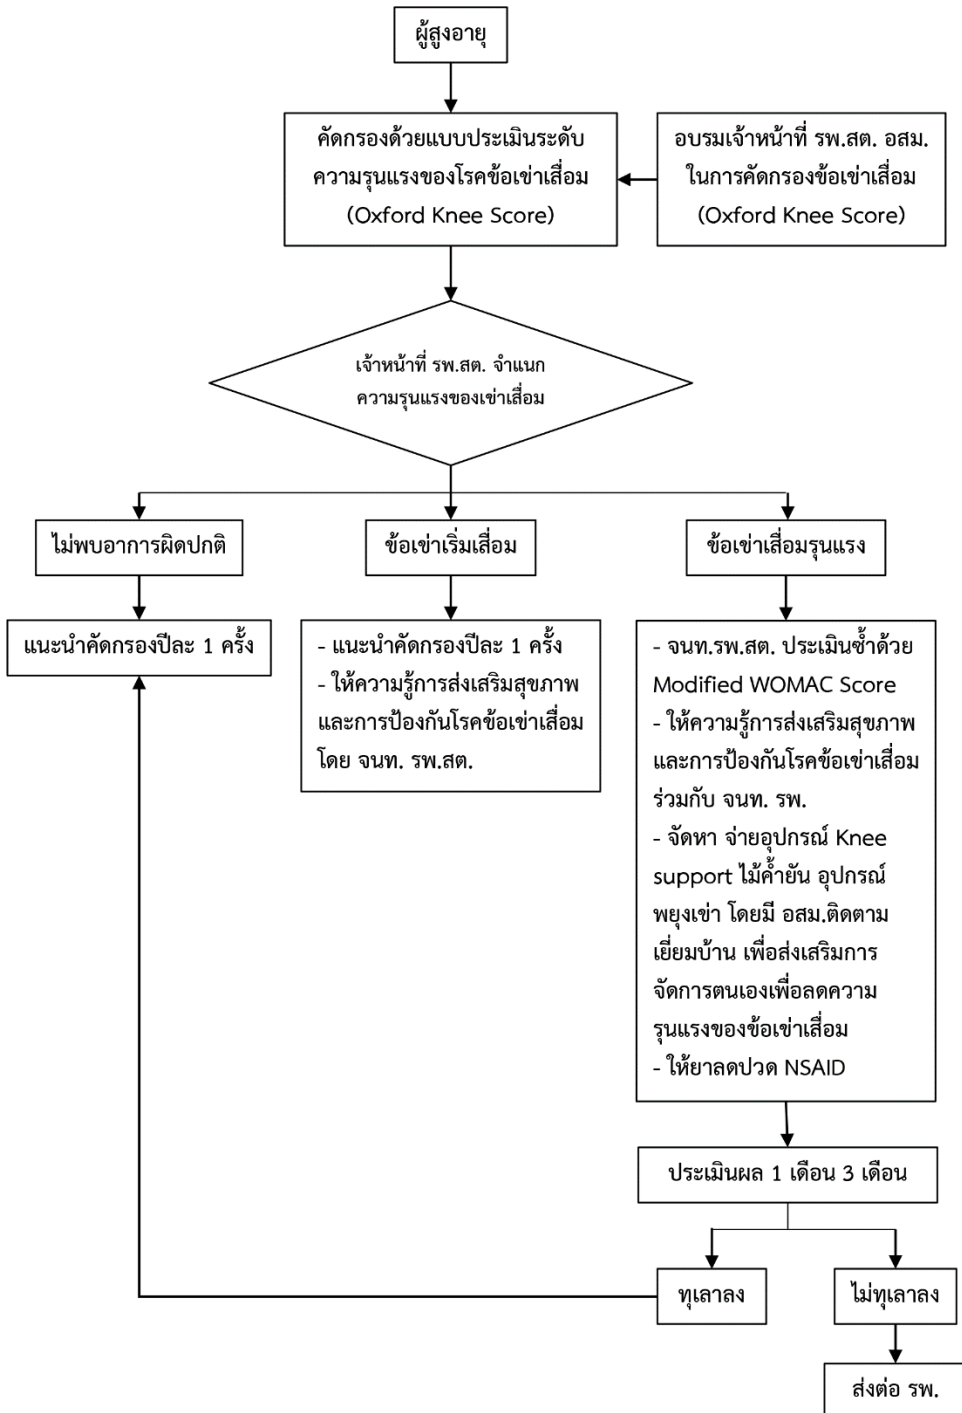 ผู้สูงอายุ
คัดกรองด้วยแบบประเมินระดับ
ความรุนแรงของโรคข้อเข่าเสื่อม
(Oxford Knee Score)
อบรมเจ้าหน้าที่ รพ.สต. อสม.
ในการคัดกรองข้อเข่าเสื่อม
(Oxford Knee Score)
เจ้าหน้าที่ รพ.สต. จำแนก
ความรุนแรงของเข่าเสื่อม
ไม่พบอาการผิดปกติ
ข้อเข่าเริ่มเสื่อม
ข้อเข่าเสื่อมรุนแรง
แนะนำคัดกรองปีละ 1 ครั้ง
- แนะนำคัดกรองปีละ 1 ครั้ง
- ให้ความรู้การส่งเสริมสุขภาพ
และการป้องกันโรคข้อเข่าเสื่อม
โดย จนท. รพ.สต.
- จนท.รพ.สต. ประเมินซ้ำด้วย
Modified WOMAC Score
- ให้ความรู้การส่งเสริมสุขภาพ
และการป้องกันโรคข้อเข่าเสื่อม
ร่วมกับ จนท. รพ.
- จัดหา จ่ายอุปกรณ์ Knee
support ไม้ค้ำยัน อุปกรณ์
พยุงเข่า โดยมี อสม.ติดตาม
เยี่ยมบ้าน เพื่อส่งเสริมการ
จัดการตนเองเพื่อลดความ
รุนแรงของข้อเข่าเสื่อม
- ให้ยาลดปวด NSAID
ประเมินผล 1 เดือน 3 เดือน
ทุเลาลง
ไม่ทุเลาลง
ส่งต่อ รพ.